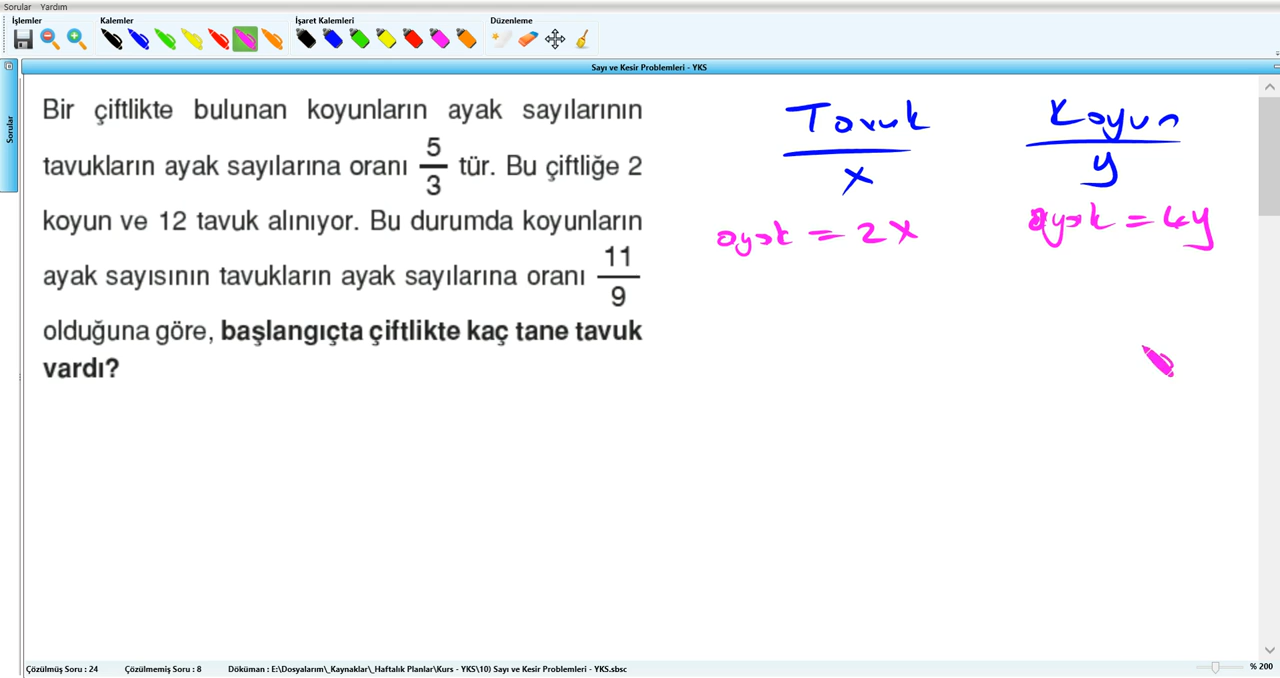 Sorular Yardım
İşlemler Kalemler İşaret Kalemleri Düzenleme
Sayı ve Kesir Problemleri - YKS
Sorular
Bir çiftlikte bulunan koyunların ayak sayılarının
tavukların ayak sayılarına oranı 5/3 tür. Bu çiftliğe 2
koyun ve 12 tavuk alınıyor. Bu durumda koyunların
ayak sayısının tavukların ayak sayılarına oranı 11/9
olduğuna göre, başlangıçta çiftlikte kaç tane tavuk
vardı?
Tavuk Koyun
x y
ayak = 2x ayak = 4y
Çözülmüş Soru : 24 Çözülmemiş Soru : 8 Döküman : E:\Dosyalarım\_Kaynaklar\_Haftalık Planlar\Kurs - YKS\10) Sayı ve Kesir Problemleri - YKS.sbsc % 200